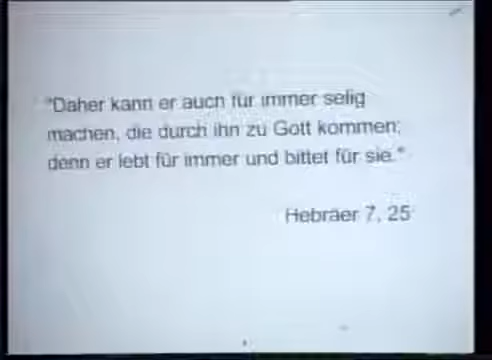 "Daher kann er auch für immer selig
machen, die durch ihn zu Gott kommen;
denn er lebt für immer und bittet für sie."
Hebräer 7, 25